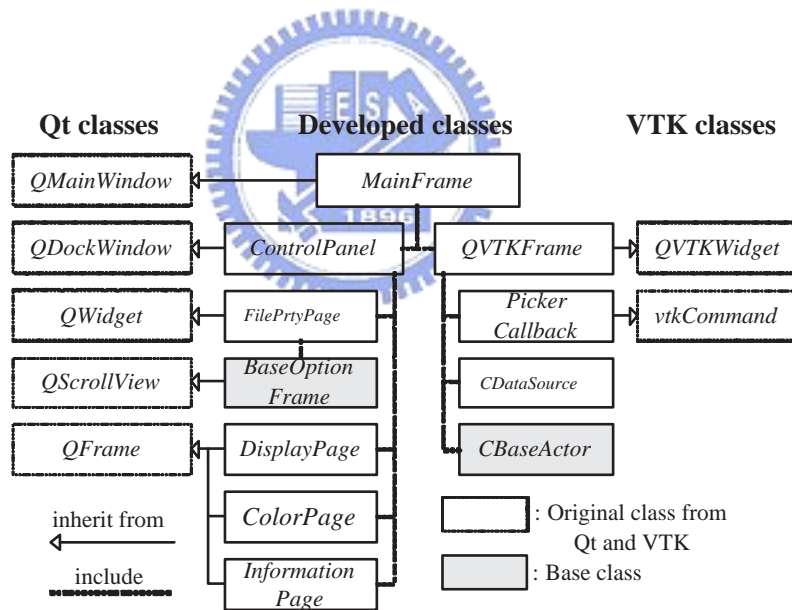 E S A
1896
Qt classes
Developed classes
VTK classes
QMainWindow
MainFrame
QDockWindow
ControlPanel
QVTKFrame
QVTKWidget
QWidget
FilePrtyPage
Picker
Callback
vtkCommand
QScrollView
BaseOption
Frame
CDataSource
QFrame
DisplayPage
CBaseActor
ColorPage
Information
Page
inherit from
include
: Original class from
Qt and VTK
: Base class